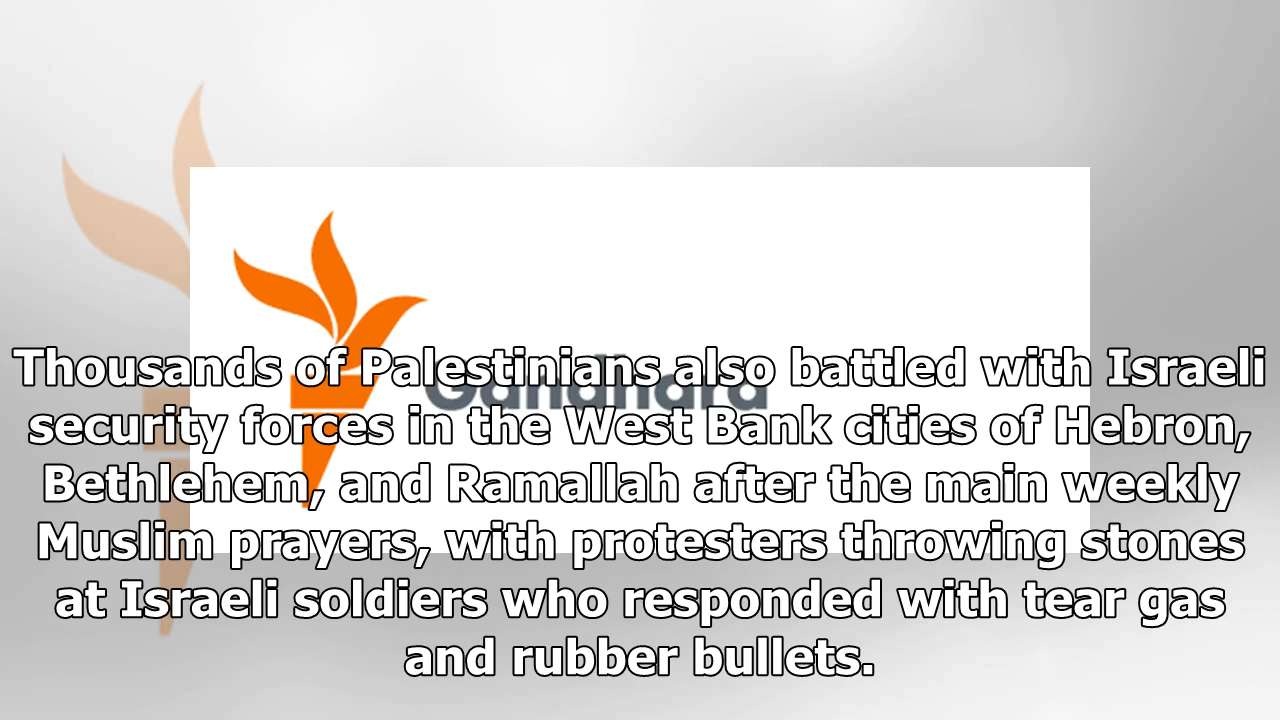 Gandhara
Thousands of Palestinians also battled with Israeli
security forces in the West Bank cities of Hebron,
Bethlehem, and Ramallah after the main weekly
Muslim prayers, with protesters throwing stones
at Israeli soldiers who responded with tear gas
and rubber bullets.